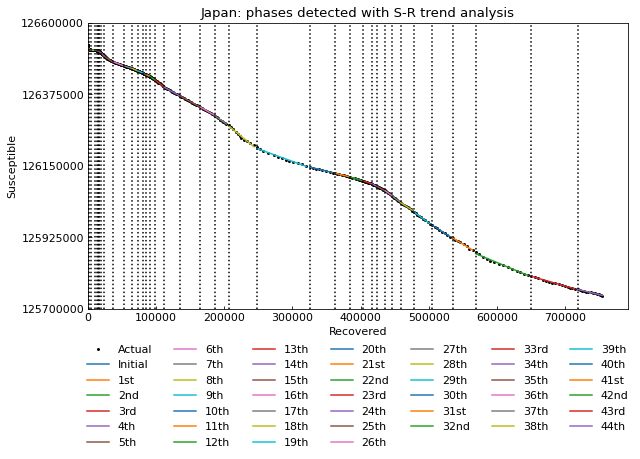 Japan: phases detected with S-R trend analysis
126600000
126375000
126150000
125925000
125700000
Susceptible
0 100000 200000 300000 400000 500000 600000 700000
Recovered
Actual 6th 13th 20th 27th 33rd 39th
Initial 7th 14th 21st 28th 34th 40th
1st 8th 15th 22nd 29th 35th 41st
2nd 9th 16th 23rd 30th 36th 42nd
3rd 10th 17th 24th 31st 37th 43rd
4th 11th 18th 25th 32nd 38th 44th
5th 12th 19th 26th